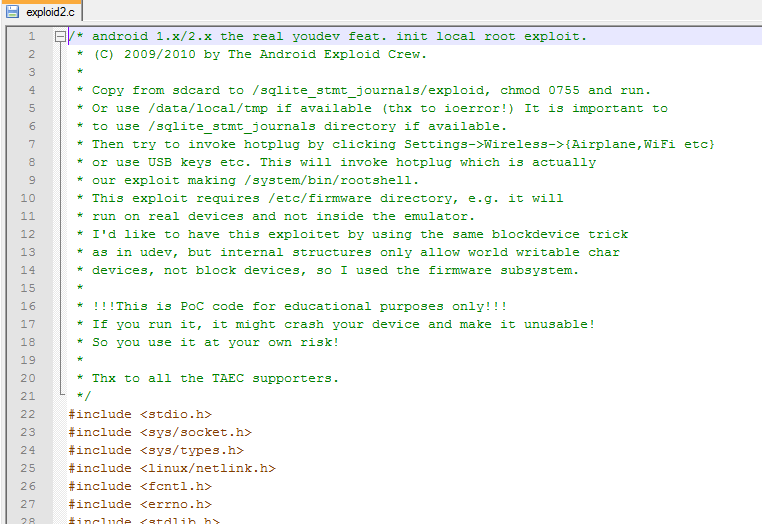 exploid2.c
1 /* android 1.x/2.x the real youdev feat. init local root exploit.
2 * (C) 2009/2010 by The Android Exploid Crew.
3 *
4 * Copy from sdcard to /sqlite_stmt_journals/exploid, chmod 0755 and run.
5 * Or use /data/local/tmp if available (thx to ioerror!) It is important to
6 * to use /sqlite_stmt_journals directory if available.
7 * Then try to invoke hotplug by clicking Settings->Wireless->{Airplane,WiFi etc}
8 * or use USB keys etc. This will invoke hotplug which is actually
9 * our exploit making /system/bin/rootshell.
10 * This exploit requires /etc/firmware directory, e.g. it will
11 * run on real devices and not inside the emulator.
12 * I'd like to have this exploitet by using the same blockdevice trick
13 * as in udev, but internal structures only allow world writable char
14 * devices, not block devices, so I used the firmware subsystem.
15 *
16 * !!!This is PoC code for educational purposes only!!!
17 * If you run it, it might crash your device and make it unusable!
18 * So you use it at your own risk!
19 *
20 * Thx to all the TAEC supporters.
21 */
22 #include <stdio.h>
23 #include <sys/socket.h>
24 #include <sys/types.h>
25 #include <linux/netlink.h>
26 #include <fcntl.h>
27 #include <errno.h>
28 #include <stdlib.h>